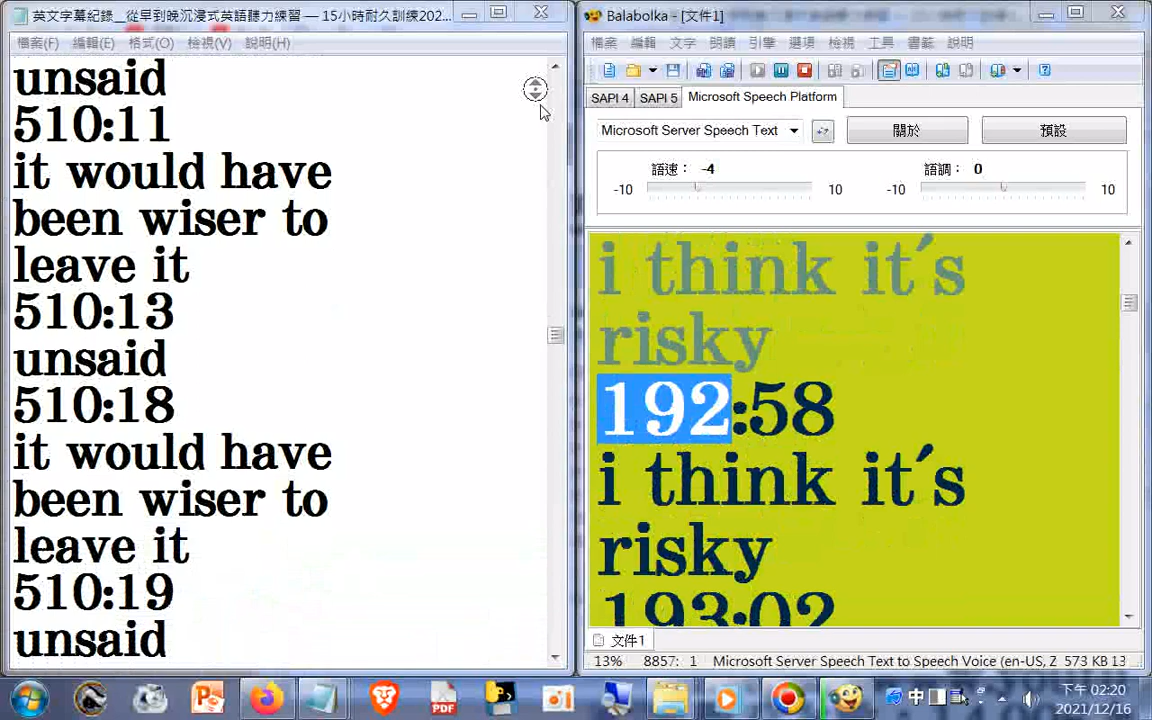 英文字幕紀錄__從早到晚沉浸式英語聽力練習 — 15小時耐久訓練202...
檔案(F) 編輯(E) 格式(O) 檢視(V) 說明(H)
unsaid
510:11
it would have
been wiser to
leave it
510:13
unsaid
510:18
it would have
been wiser to
leave it
510:19
unsaid
Balabolka - [文件1]
檔案 編輯 文字 朗讀 引擎 選項 檢視 工具 書籤 說明
SAPI 4 SAPI 5 Microsoft Speech Platform
Microsoft Server Speech Text 關於 預設
語速： -4 語調： 0
-10 10 -10 10
i think it´s
risky
192:58
i think it´s
risky
193:02
文件1
13% 8857: 1 Microsoft Server Speech Text to Speech Voice (en-US, Z 573 KB 13
中
下午 02:20
2021/12/16